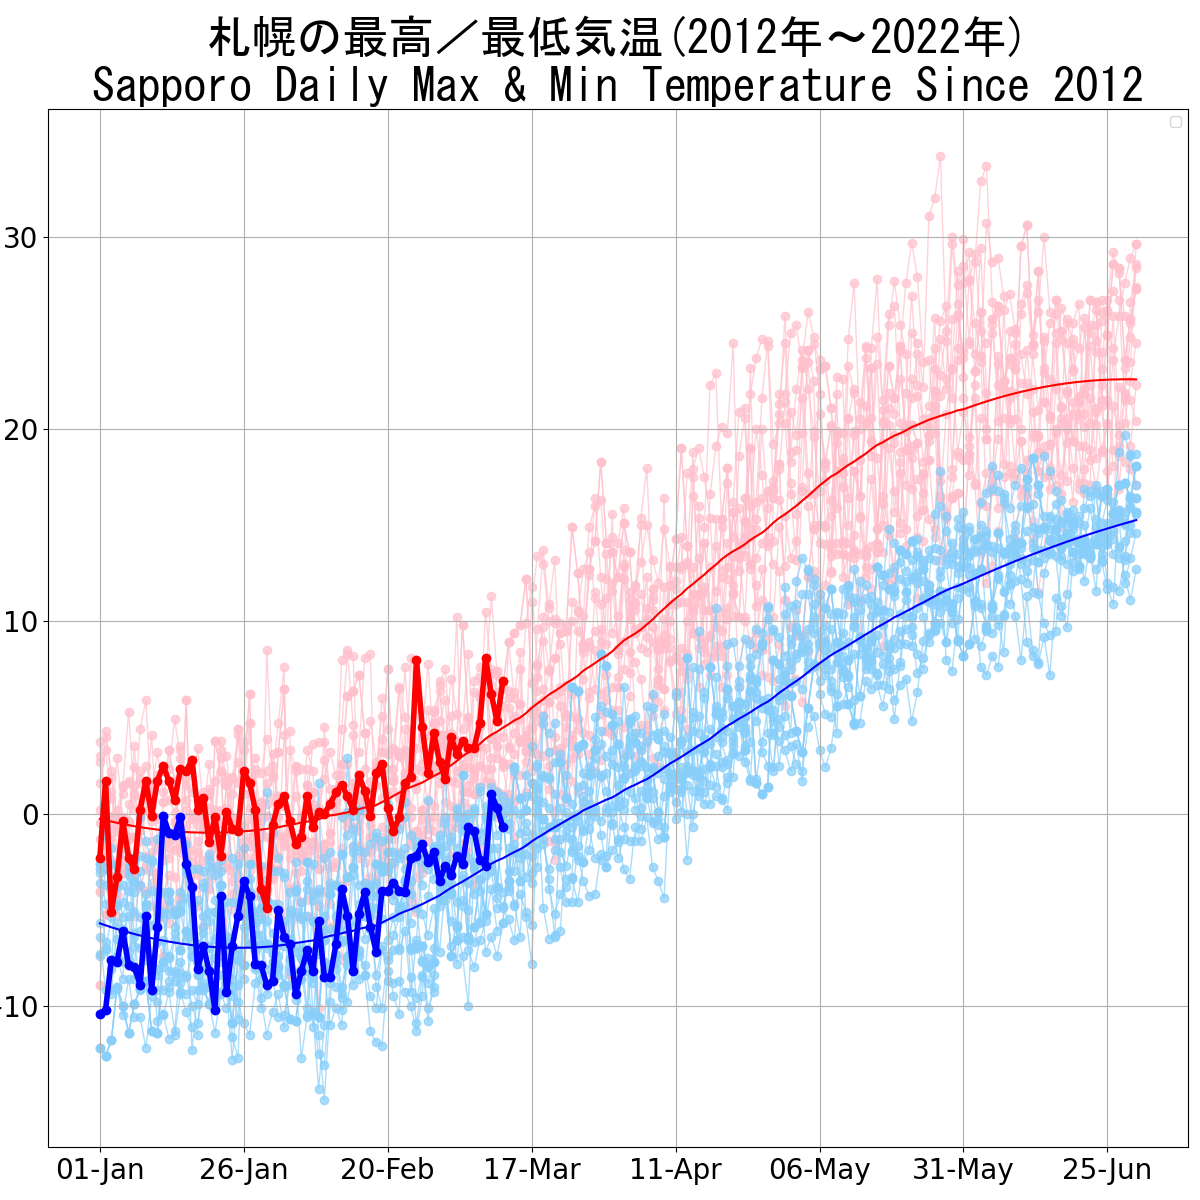 札幌の最高／最低気温(2012年～2022年)
Sapporo Daily Max & Min Temperature Since 2012
30
20
10
0
-10
01-Jan 26-Jan 20-Feb 17-Mar 11-Apr 06-May 31-May 25-Jun